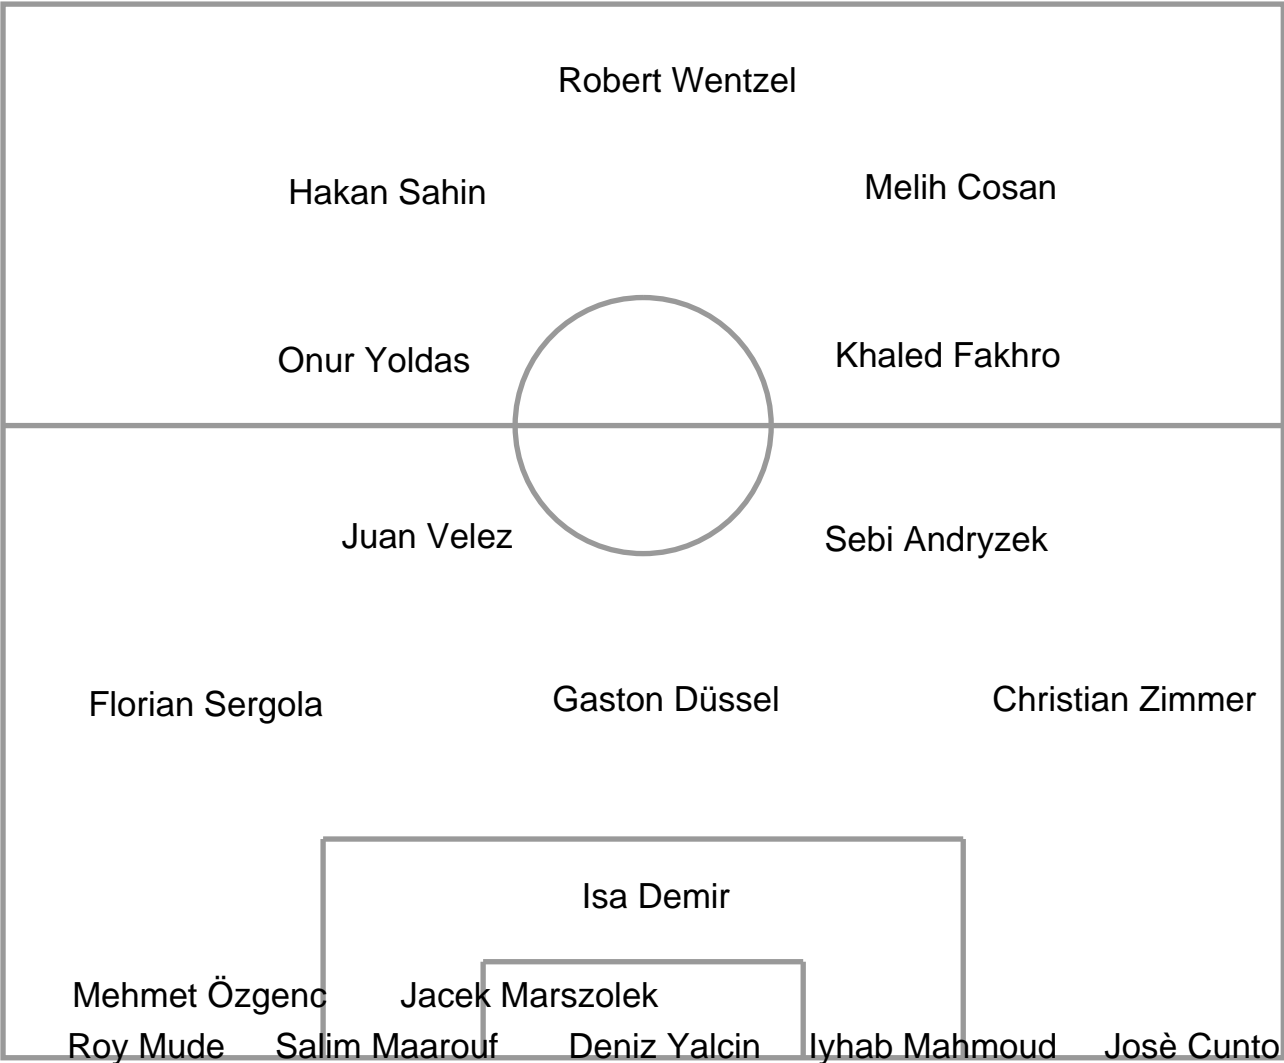 Robert Wentzel
Hakan Sahin Melih Cosan
Onur Yoldas Khaled Fakhro
Juan Velez Sebi Andryzek
Florian Sergola Gaston Düssel Christian Zimmer
Isa Demir
Mehmet Özgenc Jacek Marszolek
Roy Mude Salim Maarouf Deniz Yalcin Iyhab Mahmoud Josè Cunto